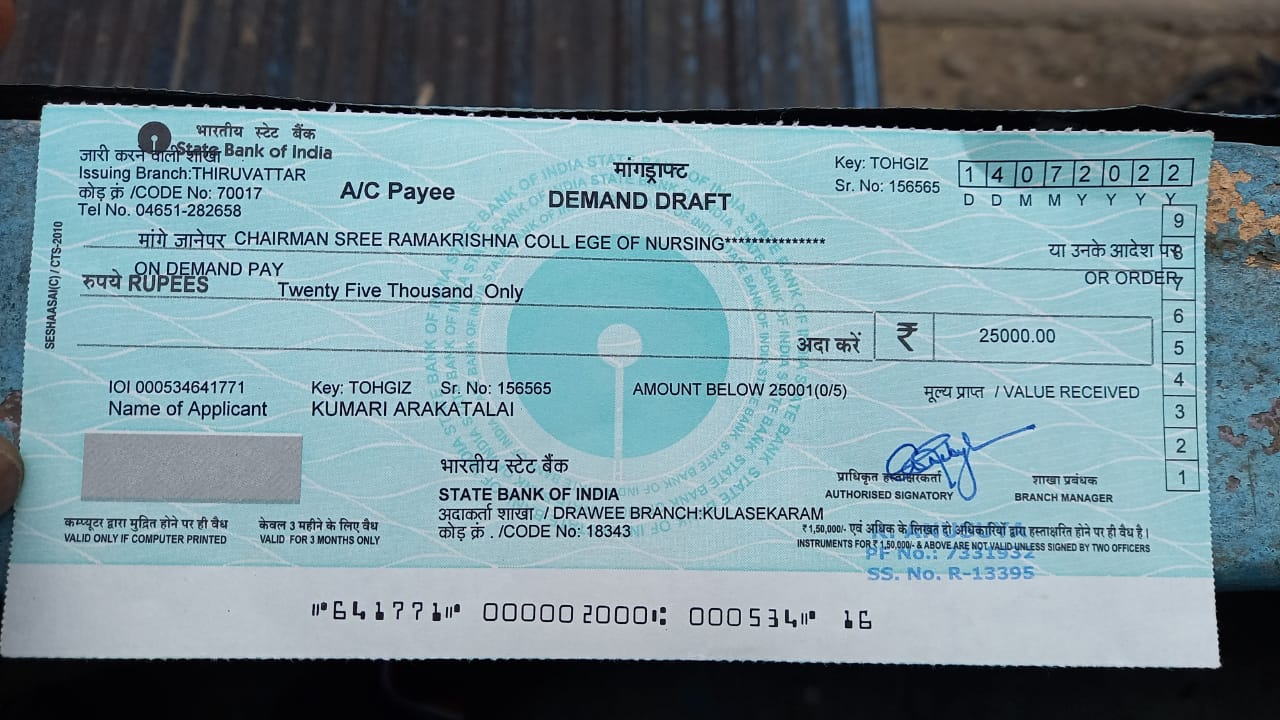 भारतीय स्टेट बैंक
State Bank of India
जारी करने वाली शाखा
Issuing Branch:THIRUVATTAR
कोड़ क्रं /CODE No: 70017
Tel No. 04651-282658
A/C Payee
मांगड्राफ्ट
DEMAND DRAFT
Key: TOHGIZ
Sr. No: 156565
1 4 0 7 2 0 2 2
D D M M Y Y Y Y
मांगे जानेपर CHAIRMAN SREE RAMAKRISHNA COLL EGE OF NURSING***************
या उनके आदेश पर
ON DEMAND PAY
OR ORDER
रुपये RUPEES
Twenty Five Thousand Only
अदा करें ₹ 25000.00
9
8
7
6
5
4
3
2
1
SESHAASAI(C) / CTS-2010
IOI 000534641771 Key: TOHGIZ Sr. No: 156565 AMOUNT BELOW 25001(0/5) मूल्य प्राप्त / VALUE RECEIVED
Name of Applicant KUMARI ARAKATALAI
भारतीय स्टेट बैंक
STATE BANK OF INDIA
अदाकर्ता शाखा / DRAWEE BRANCH:KULASEKARAM
कोड़ क्रं . /CODE No: 18343
प्राधिकृत हस्ताक्षरकर्ता
AUTHORISED SIGNATORY
शाखा प्रबंधक
BRANCH MANAGER
कम्प्यूटर द्वारा मुद्रित होने पर ही वैध
VALID ONLY IF COMPUTER PRINTED
केवल 3 महीने के लिए वैध
VALID FOR 3 MONTHS ONLY
₹ 1,50,000/- एवं अधिक के लिखत दो अधिकारियों द्वारा हस्ताक्षरित होने पर ही वैध है।
INSTRUMENTS FOR ₹ 1,50,000/- & ABOVE ARE NOT VALID UNLESS SIGNED BY TWO OFFICERS
PF No.: 7331932
SS. No. R-13395
⑈641771⑈ 000002000⑆ 000534⑈ 16